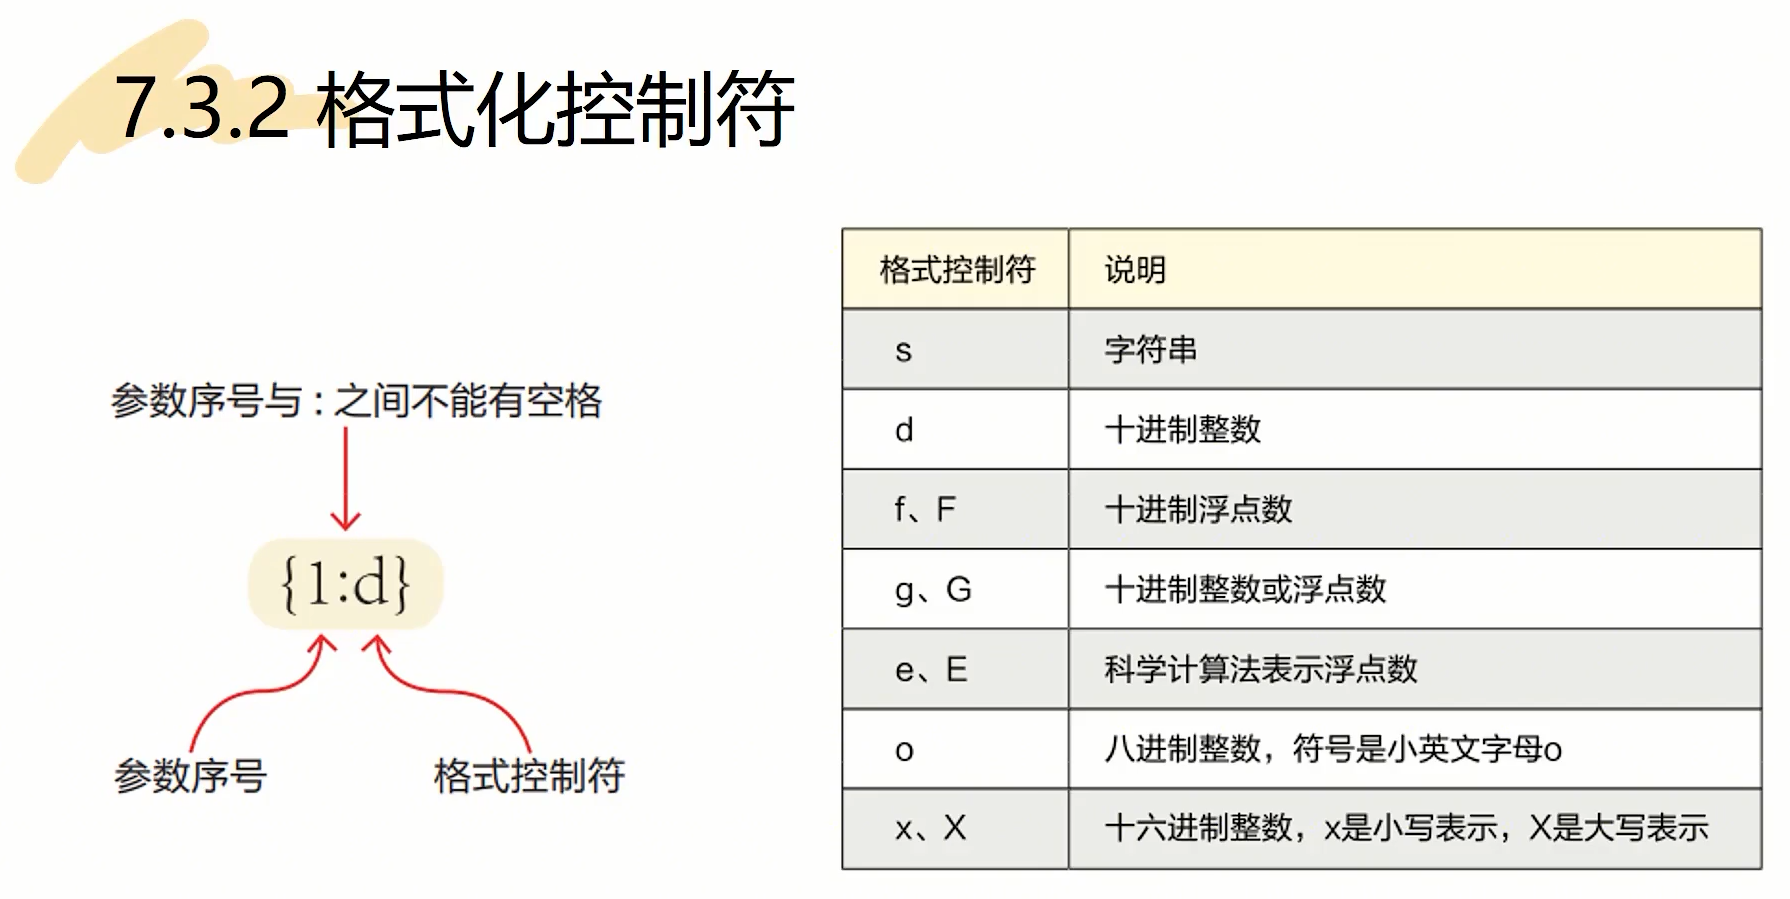 7.3.2 格式化控制符
参数序号与 : 之间不能有空格
{1:d}
参数序号 格式控制符
格式控制符 说明
s 字符串
d 十进制整数
f、F 十进制浮点数
g、G 十进制整数或浮点数
e、E 科学计算法表示浮点数
o 八进制整数，符号是小英文字母o
x、X 十六进制整数，x是小写表示，X是大写表示